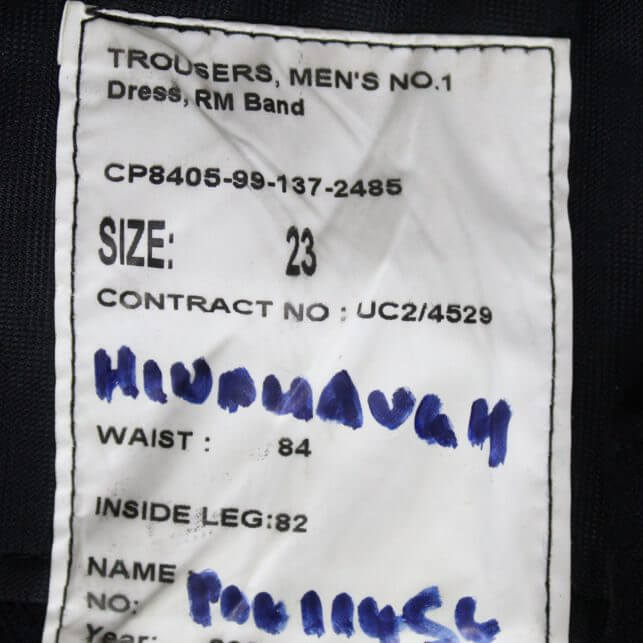 TROUSERS, MEN'S NO.1
Dress, RM Band
CP8405-99-137-2485
SIZE: 23
CONTRACT NO : UC2/4529
WAIST : 84
INSIDE LEG:82
NAME
NO:
Year: